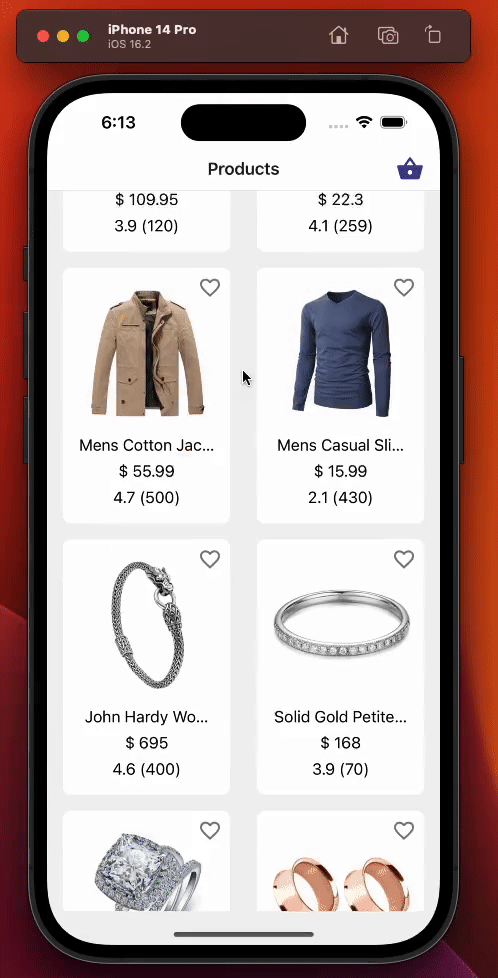 iPhone 14 Pro
iOS 16.2
6:13
Products
$ 109.95
$ 22.3
3.9 (120)
4.1 (259)
Mens Cotton Jac...
Mens Casual Sli...
$ 55.99
$ 15.99
4.7 (500)
2.1 (430)
John Hardy Wo...
Solid Gold Petite...
$ 695
$ 168
4.6 (400)
3.9 (70)